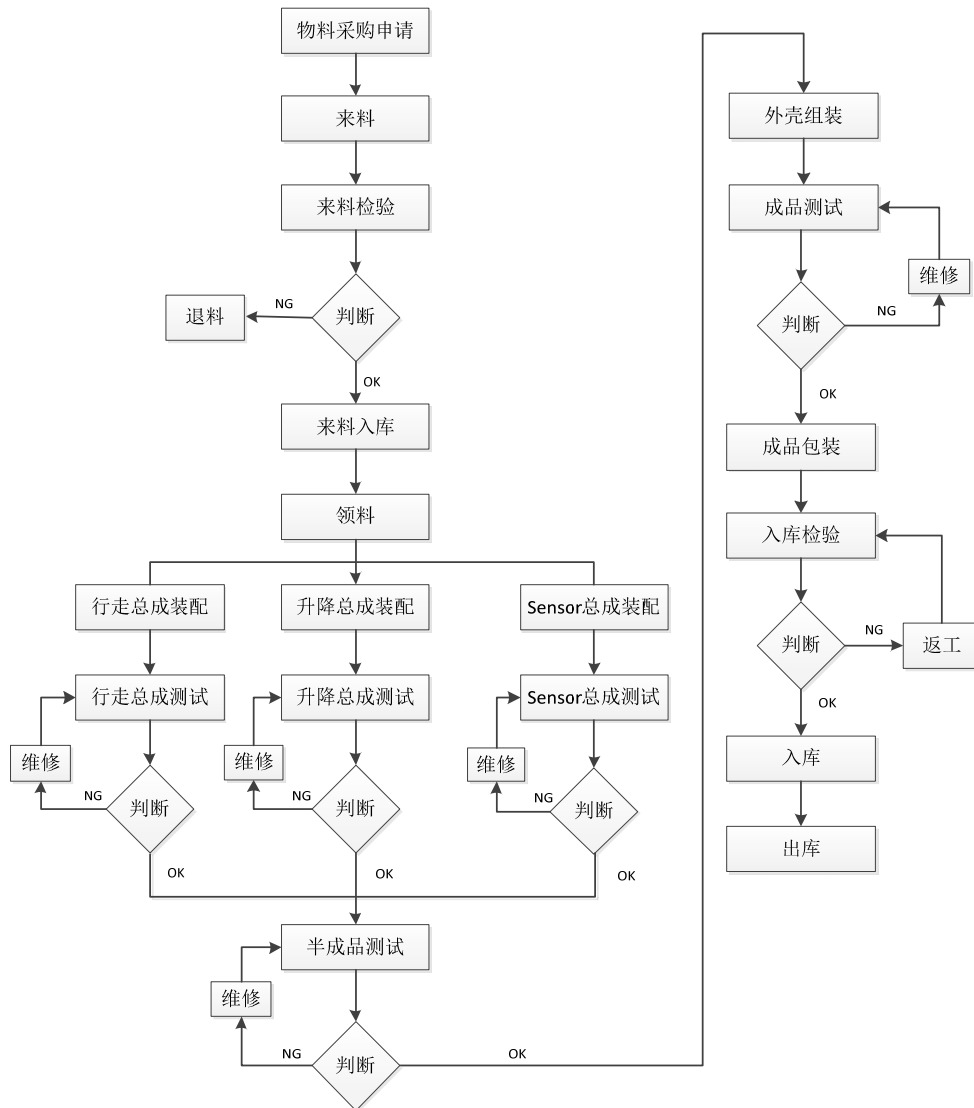 物料采购申请
来料
来料检验
判断
NG
退料
OK
来料入库
领料
行走总成装配
升降总成装配
Sensor总成装配
行走总成测试
升降总成测试
Sensor总成测试
维修
维修
维修
NG
判断
NG
判断
NG
判断
OK
OK
OK
半成品测试
维修
NG
判断
OK
外壳组装
成品测试
维修
判断
NG
OK
成品包装
入库检验
判断
NG
返工
OK
入库
出库